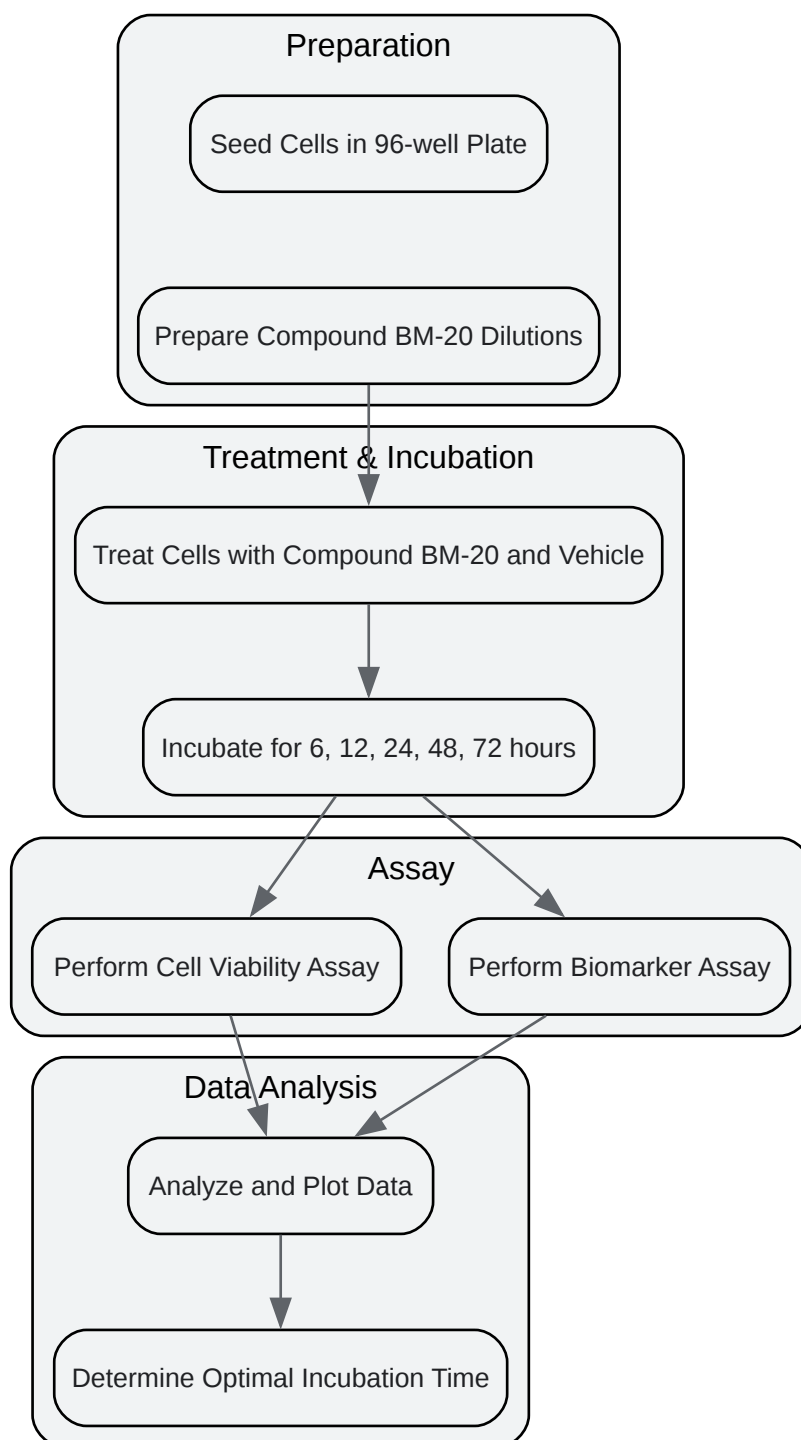 Preparation
Seed Cells in 96-well Plate
Prepare Compound BM-20 Dilutions
Treatment & Incubation
Treat Cells with Compound BM-20 and Vehicle
Incubate for 6, 12, 24, 48, 72 hours
Assay
Perform Cell Viability Assay
Perform Biomarker Assay
Data Analysis
Analyze and Plot Data
Determine Optimal Incubation Time